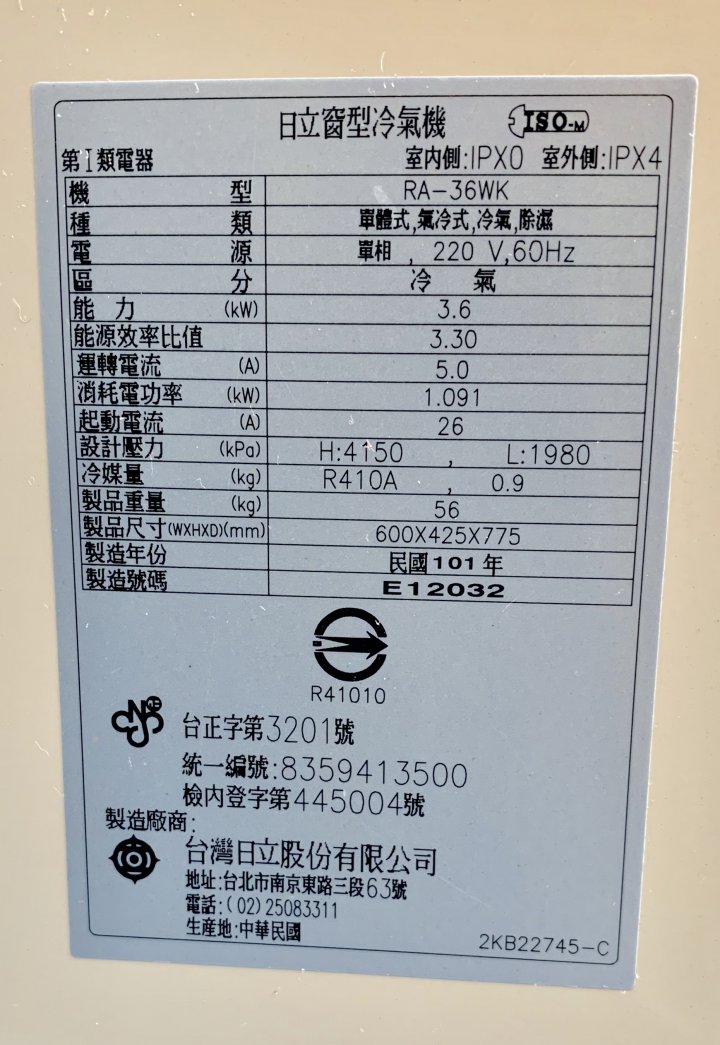 日立窗型冷氣機 ISO-M
第I類電器 室內側:IPX0 室外側:IPX4
機型 RA-36WK
種類 單體式,氣冷式,冷氣,除濕
電源 單相 , 220 V,60Hz
區分 冷氣
能力 (kW) 3.6
能源效率比值 3.30
運轉電流 (A) 5.0
消耗電功率 (kW) 1.091
起動電流 (A) 26
設計壓力 (kPa) H:4150 , L:1980
冷媒量 (kg) R410A , 0.9
製品重量 (kg) 56
製品尺寸(WXHXD)(mm) 600X425X775
製造年份 民國101年
製造號碼 E12032
R41010
台正字第3201號
統一編號:8359413500
檢內登字第445004號
製造廠商:
台灣日立股份有限公司
地址:台北市南京東路三段63號
電話:(02)25083311
生產地:中華民國
2KB22745-C